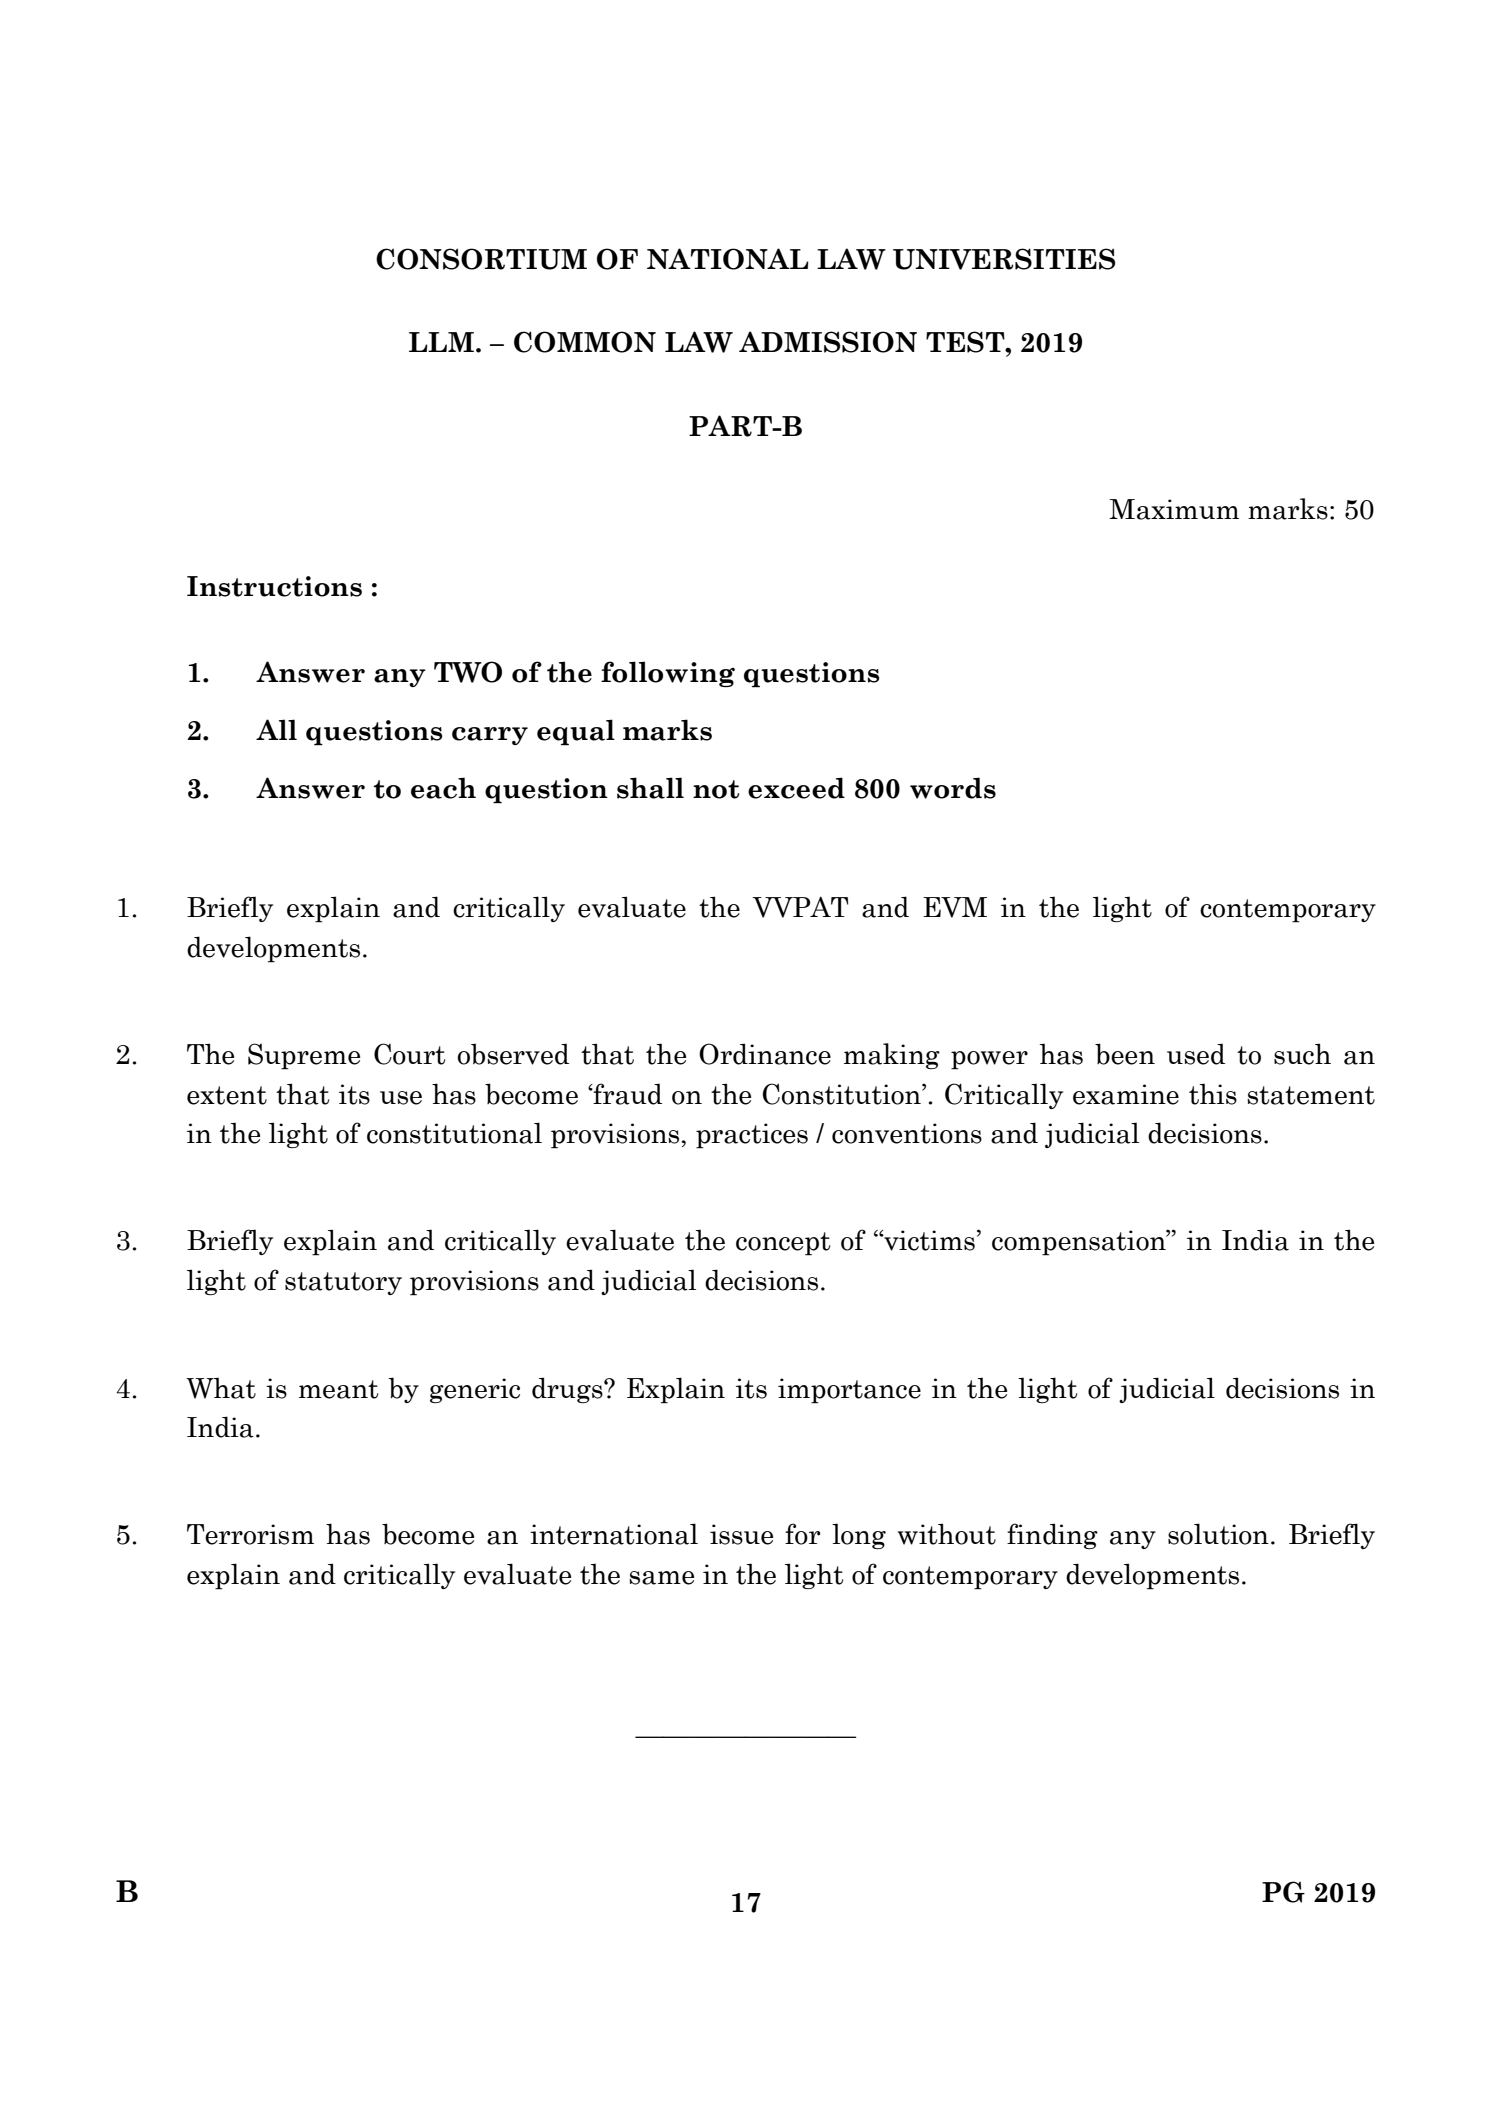 CONSORTIUM OF NATIONAL LAW UNIVERSITIES
LLM. – COMMON LAW ADMISSION TEST, 2019
PART-B
Maximum marks: 50
Instructions :
1. Answer any TWO of the following questions
2. All questions carry equal marks
3. Answer to each question shall not exceed 800 words
1. Briefly explain and critically evaluate the VVPAT and EVM in the light of contemporary
developments.
2. The Supreme Court observed that the Ordinance making power has been used to such an
extent that its use has become ‘fraud on the Constitution’. Critically examine this statement
in the light of constitutional provisions, practices / conventions and judicial decisions.
3. Briefly explain and critically evaluate the concept of “victims’ compensation” in India in the
light of statutory provisions and judicial decisions.
4. What is meant by generic drugs? Explain its importance in the light of judicial decisions in
India.
5. Terrorism has become an international issue for long without finding any solution. Briefly
explain and critically evaluate the same in the light of contemporary developments.
B 17 PG 2019